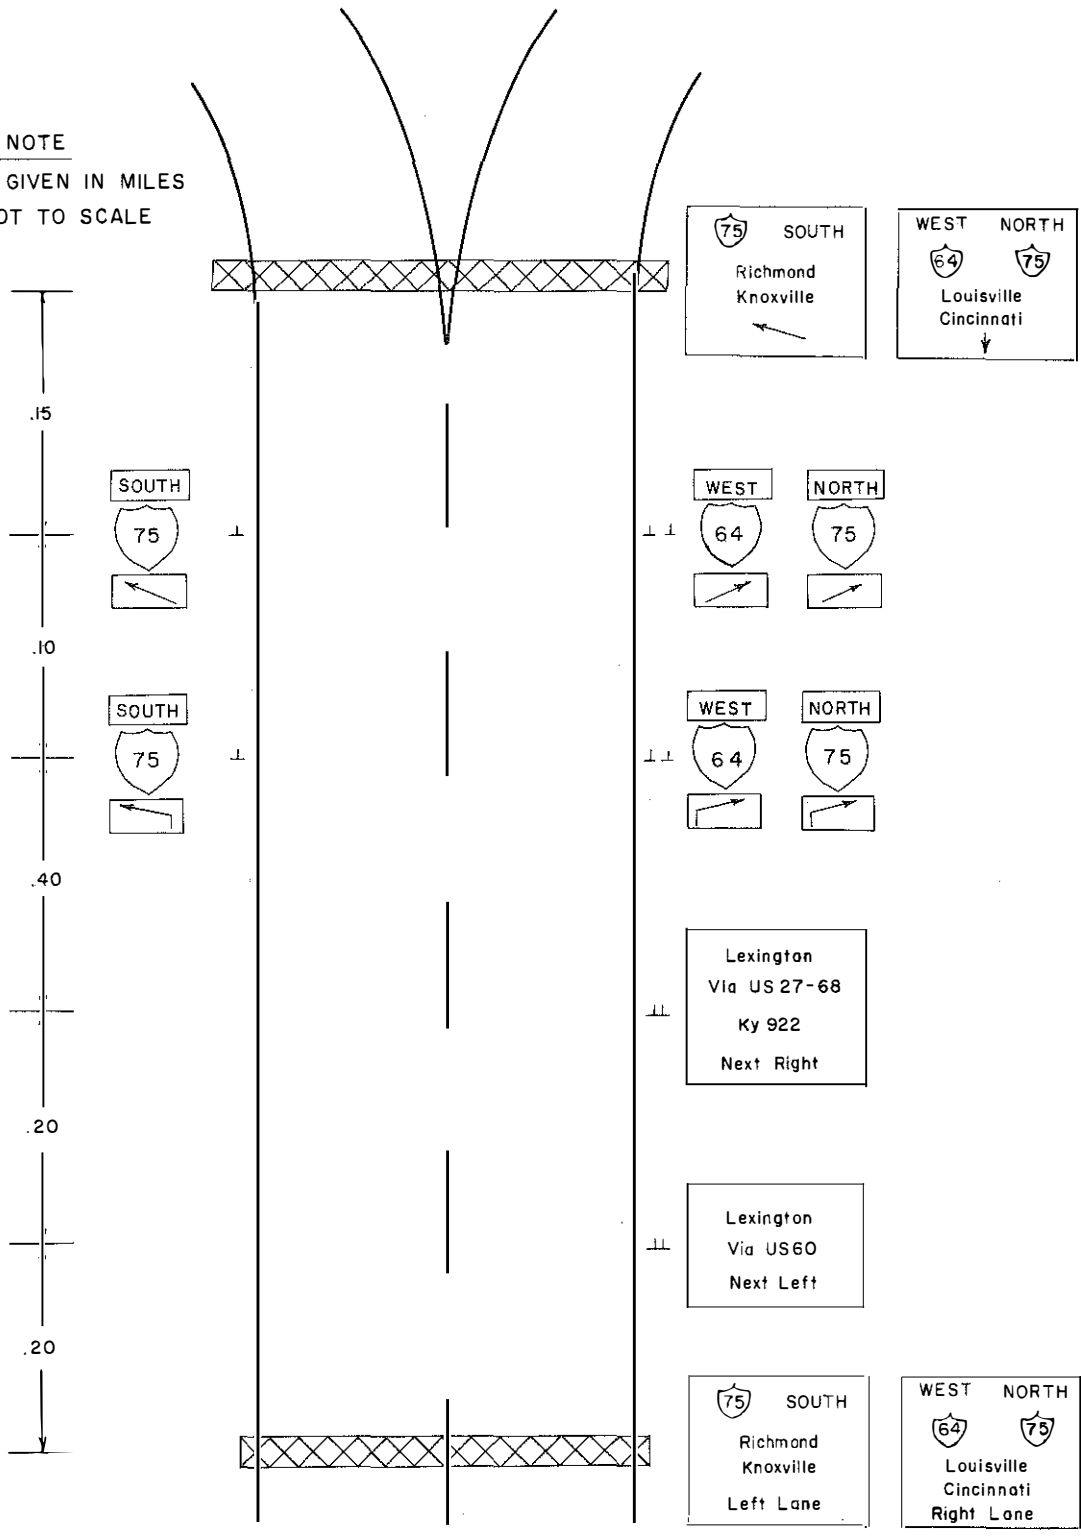 NOTE
GIVEN IN MILES
OT TO SCALE
75 SOUTH
Richmond
Knoxville
WEST NORTH
64 75
Louisville
Cincinnati
.15
SOUTH
75
WEST NORTH
64 75
.10
SOUTH
75
WEST NORTH
64 75
.40
Lexington
Via US 27-68
Ky 922
Next Right
.20
Lexington
Via US60
Next Left
.20
75 SOUTH
Richmond
Knoxville
Left Lane
WEST NORTH
64 75
Louisville
Cincinnati
Right Lane